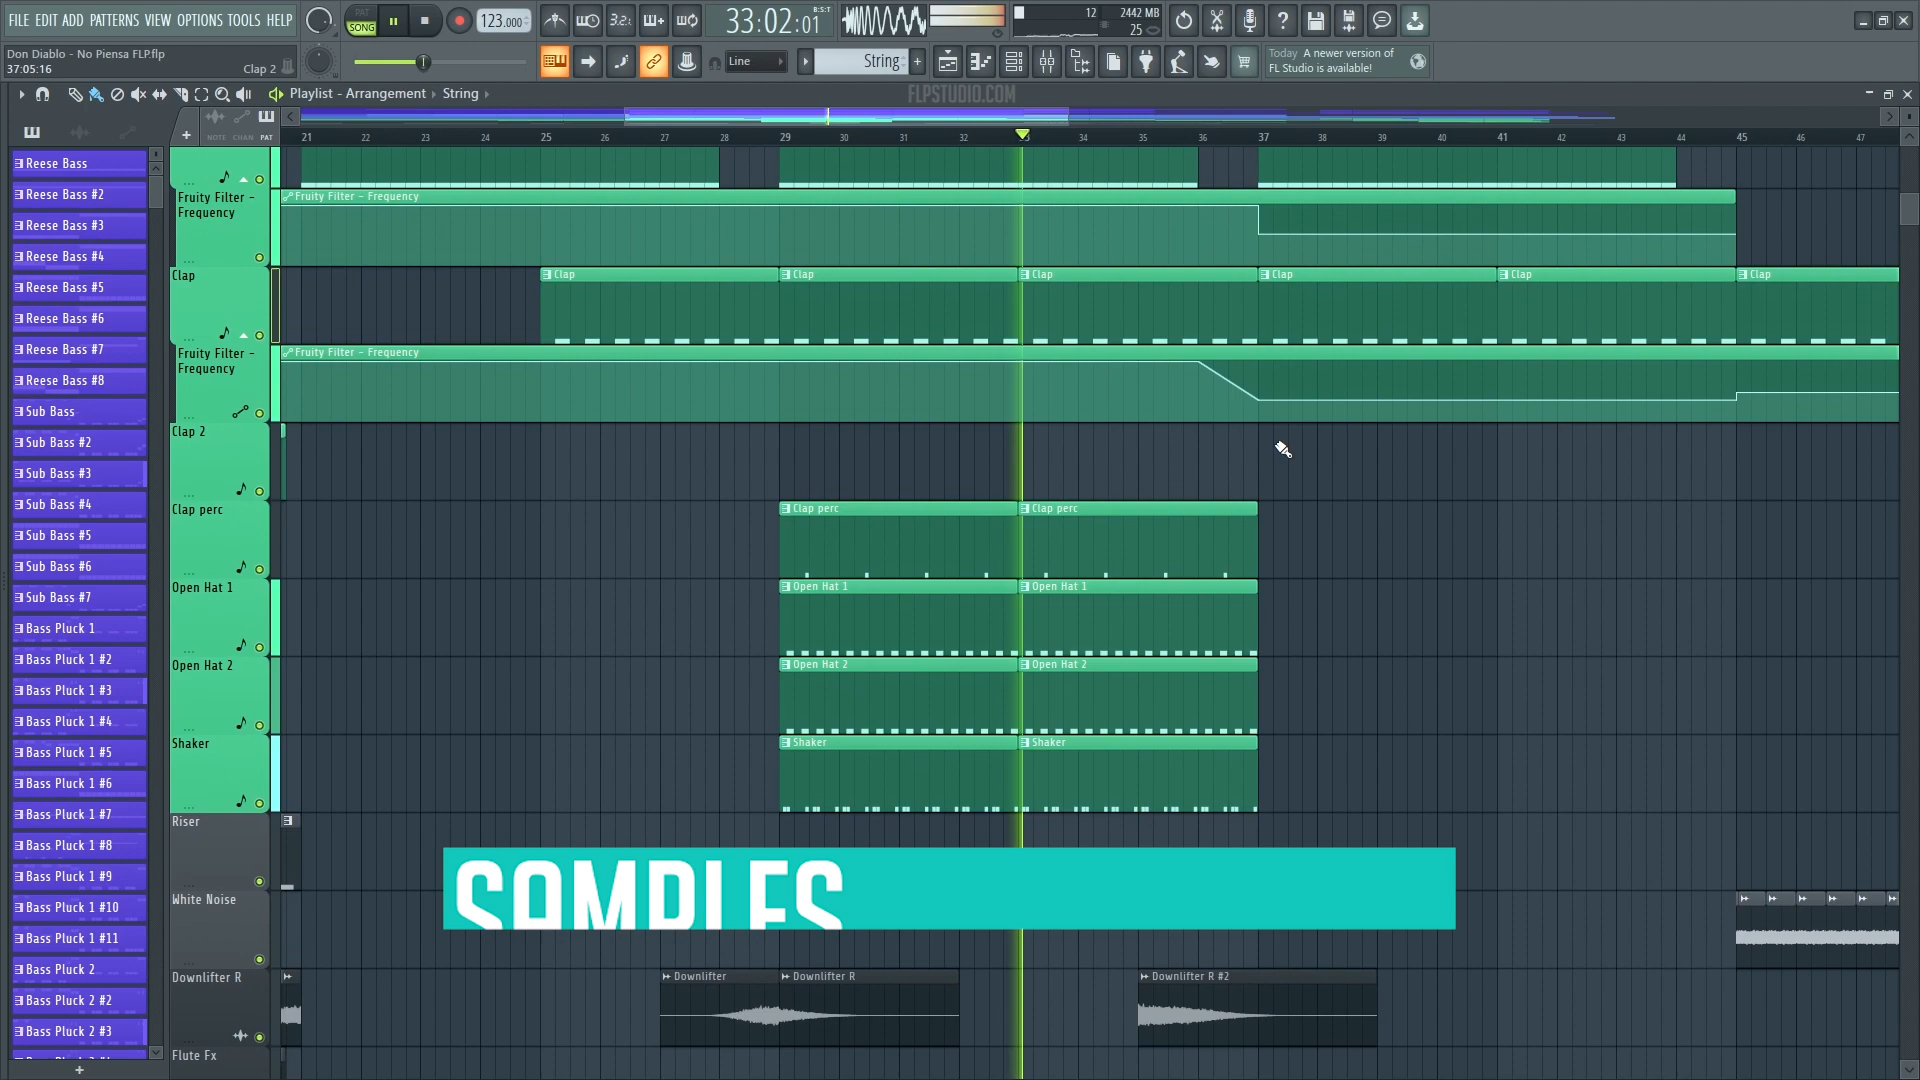 FILE EDIT ADD PATTERNS VIEW OPTIONS TOOLS HELP
PAT
SONG
123.000
3.2.:
33:02:01
B:S:T
12
2442 MB
25
Don Diablo - No Piensa FLP.flp
37:05:16
Clap 2
Line
String
Today A newer version of
FL Studio is available!
Playlist - Arrangement
String
FLPSTUDIO.COM
NOTE CHAN PAT
21 22 23 24 25 26 27 28 29 30 31 32 33 34 35 36 37 38 39 40 41 42 43 44 45 46 47
Reese Bass
Reese Bass #2
Reese Bass #3
Reese Bass #4
Reese Bass #5
Reese Bass #6
Reese Bass #7
Reese Bass #8
Sub Bass
Sub Bass #2
Sub Bass #3
Sub Bass #4
Sub Bass #5
Sub Bass #6
Sub Bass #7
Bass Pluck 1
Bass Pluck 1 #2
Bass Pluck 1 #3
Bass Pluck 1 #4
Bass Pluck 1 #5
Bass Pluck 1 #6
Bass Pluck 1 #7
Bass Pluck 1 #8
Bass Pluck 1 #9
Bass Pluck 1 #10
Bass Pluck 1 #11
Bass Pluck 2
Bass Pluck 2 #2
Bass Pluck 2 #3
Fruity Filter -
Frequency
Fruity Filter - Frequency
Clap
Clap Clap Clap Clap Clap Clap
Fruity Filter -
Frequency
Fruity Filter - Frequency
Clap 2
Clap perc
Clap perc Clap perc
Open Hat 1
Open Hat 1 Open Hat 1
Open Hat 2
Open Hat 2 Open Hat 2
Shaker
Shaker Shaker
Riser
SAMPLES
White Noise
Downlifter R
Downlifter Downlifter R Downlifter R #2
Flute Fx